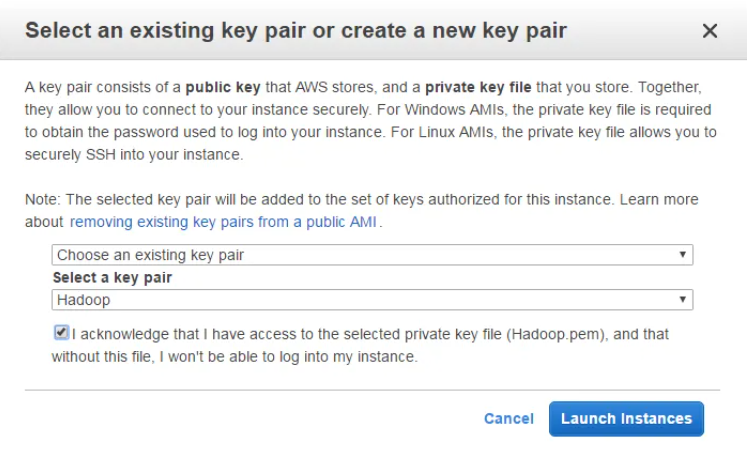 Select an existing key pair or create a new key pair
A key pair consists of a public key that AWS stores, and a private key file that you store. Together,
they allow you to connect to your instance securely. For Windows AMIs, the private key file is required
to obtain the password used to log into your instance. For Linux AMIs, the private key file allows you to
securely SSH into your instance.
Note: The selected key pair will be added to the set of keys authorized for this instance. Learn more
about removing existing key pairs from a public AMI .
Choose an existing key pair
Select a key pair
Hadoop
I acknowledge that I have access to the selected private key file (Hadoop.pem), and that
without this file, I won't be able to log into my instance.
Cancel Launch Instances